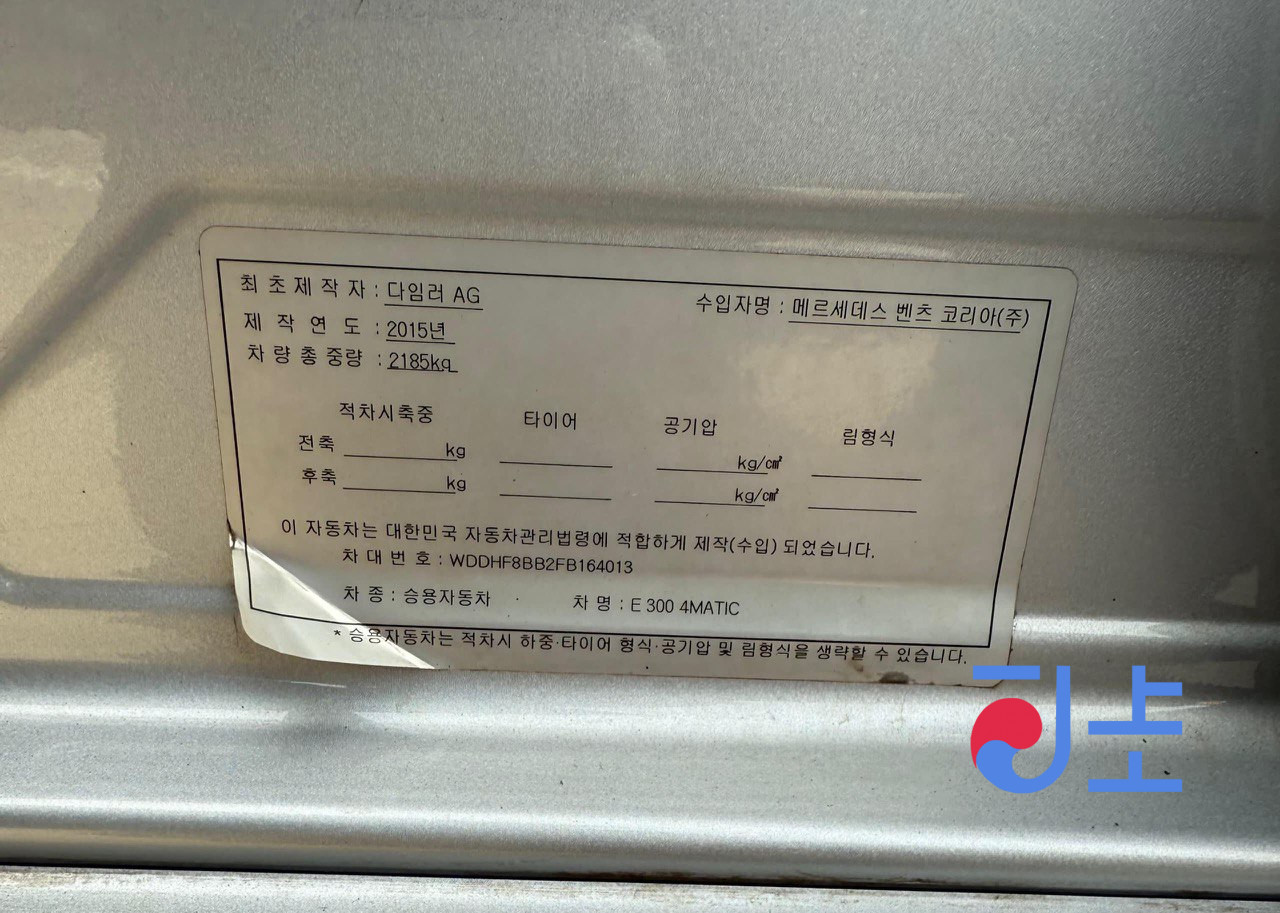 최초제작자 : 다임러 AG
수입자명 : 메르세데스 벤츠 코리아(주)
제작연도 : 2015년
차량총중량 : 2185kg
적차시축중 타이어 공기압 림형식
전축 kg kg/㎠
후축 kg kg/㎠
이 자동차는 대한민국 자동차관리법령에 적합하게 제작(수입) 되었습니다.
차대번호 : WDDHF8BB2FB164013
차종 : 승용자동차 차명 : E 300 4MATIC
* 승용자동차는 적차시 하중·타이어 형식·공기압 및 림형식을 생략할 수 있습니다.